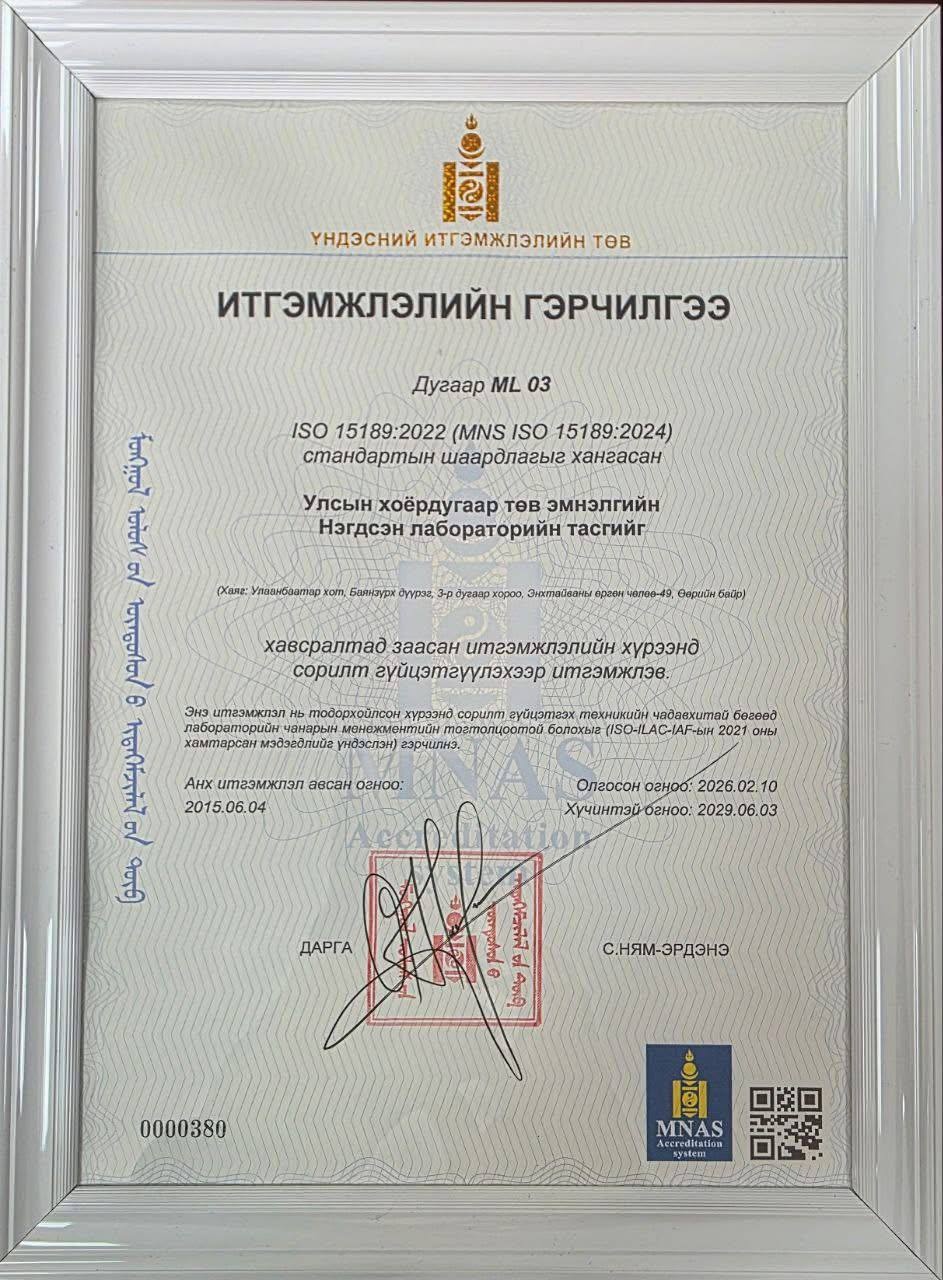 ҮНДЭСНИЙ ИТГЭМЖЛЭЛИЙН ТӨВ
ИТГЭМЖЛЭЛИЙН ГЭРЧИЛГЭЭ
Дугаар ML 03
ISO 15189:2022 (MNS ISO 15189:2024)
стандартын шаардлагыг хангасан
Улсын хоёрдугаар төв эмнэлгийн
Нэгдсэн лабораторийн тасгийг
(Хаяг: Улаанбаатар хот, Баянзүрх дүүрэг, 3-р дугаар хороо, Энхтайваны өргөн чөлөө-49, Өөрийн байр)
хавсралтад заасан итгэмжлэлийн хүрээнд
сорилт гүйцэтгүүлэхээр итгэмжлэв.
Энэ итгэмжлэл нь тодорхойлсон хүрээнд сорилт гүйцэтгэх техникийн чадавхитай бөгөөд
лабораторийн чанарын менежментийн тогтолцоотой болохыг (ISO-ILAC-IAF-ын 2021 оны
хамтарсан мэдэгдлийг үндэслэн) гэрчилнэ.
Анх итгэмжлэл авсан огноо:
2015.06.04
Олгосон огноо: 2026.02.10
Хүчинтэй огноо: 2029.06.03
MNAS
Accreditation
system
ДАРГА
С.НЯМ-ЭРДЭНЭ
0000380
MNAS
Accreditation
system